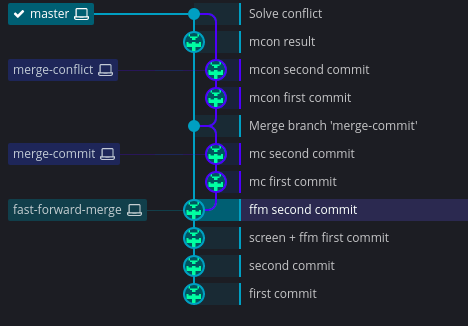 master Solve conflict
mcon result
merge-conflict mcon second commit
mcon first commit
Merge branch 'merge-commit'
merge-commit mc second commit
mc first commit
fast-forward-merge ffm second commit
screen + ffm first commit
second commit
first commit